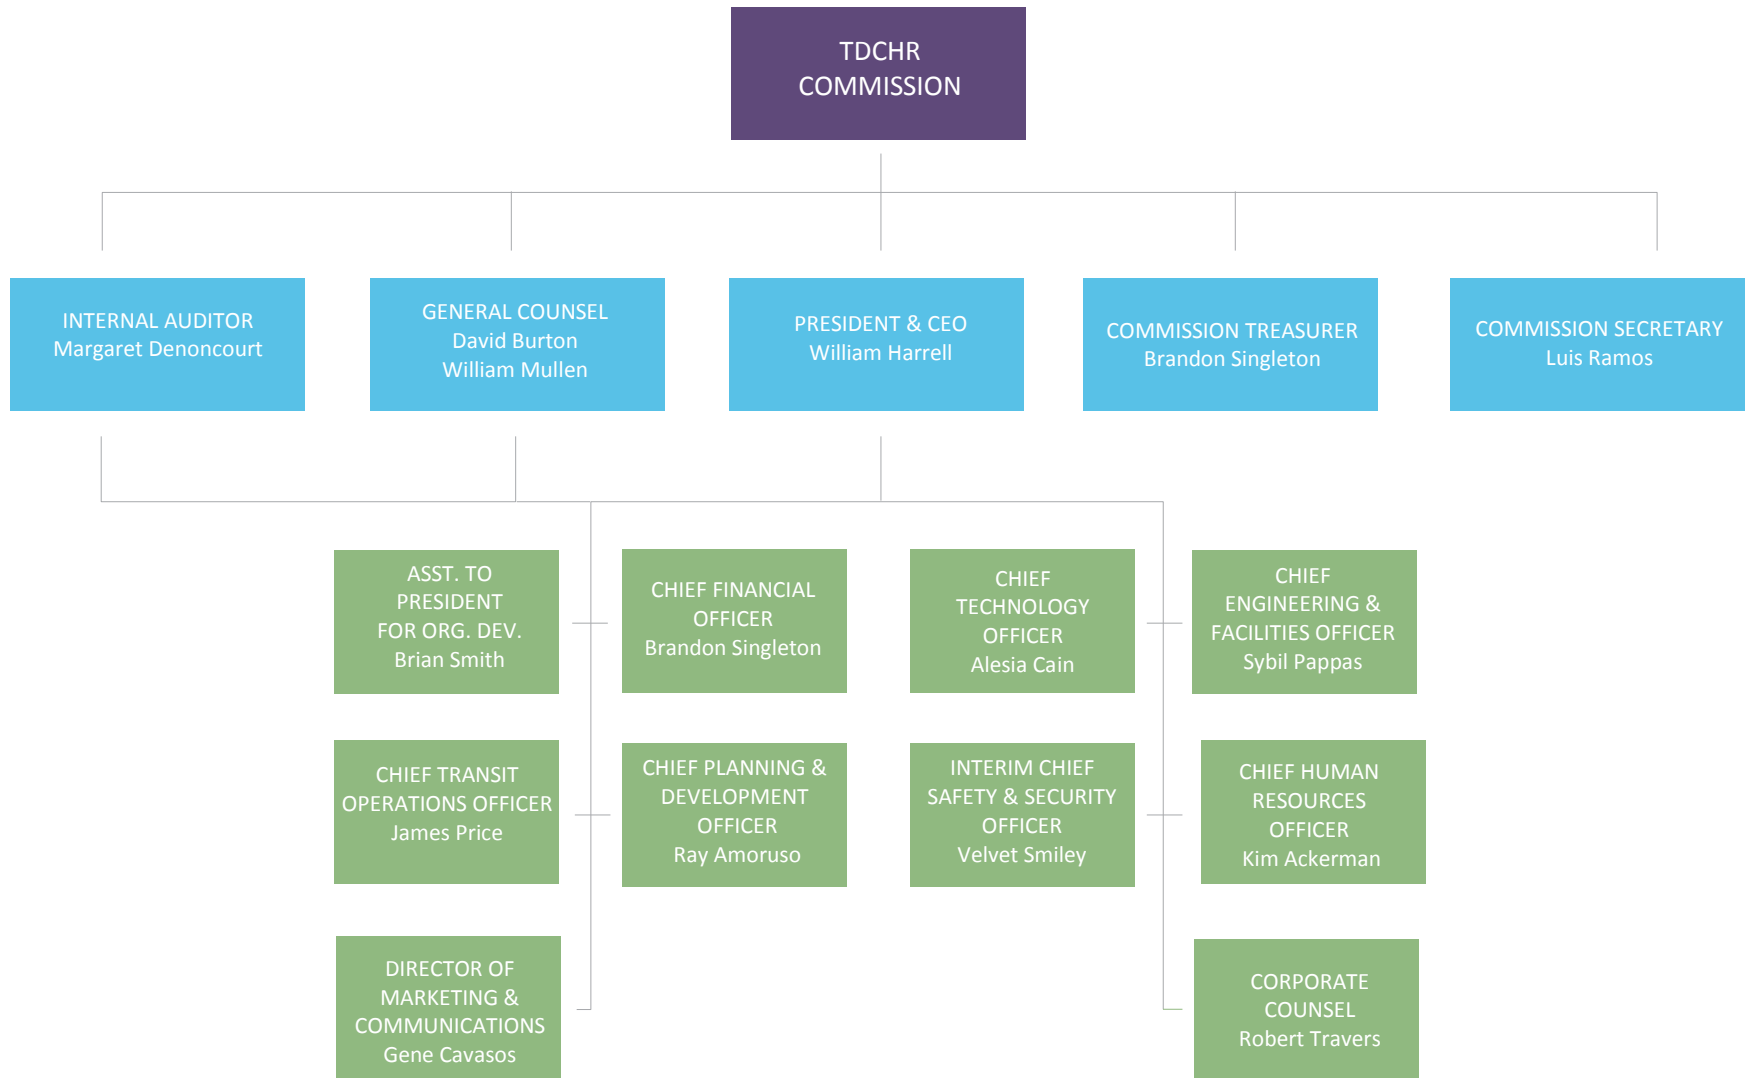 TDCHR
COMMISSION
INTERNAL AUDITOR
Margaret Denoncourt
GENERAL COUNSEL
David Burton
William Mullen
PRESIDENT & CEO
William Harrell
COMMISSION TREASURER
Brandon Singleton
COMMISSION SECRETARY
Luis Ramos
ASST. TO
PRESIDENT
FOR ORG. DEV.
Brian Smith
CHIEF FINANCIAL
OFFICER
Brandon Singleton
CHIEF
TECHNOLOGY
OFFICER
Alesia Cain
CHIEF
ENGINEERING &
FACILITIES OFFICER
Sybil Pappas
CHIEF TRANSIT
OPERATIONS OFFICER
James Price
CHIEF PLANNING &
DEVELOPMENT
OFFICER
Ray Amoruso
INTERIM CHIEF
SAFETY & SECURITY
OFFICER
Velvet Smiley
CHIEF HUMAN
RESOURCES
OFFICER
Kim Ackerman
DIRECTOR OF
MARKETING &
COMMUNICATIONS
Gene Cavasos
CORPORATE
COUNSEL
Robert Travers